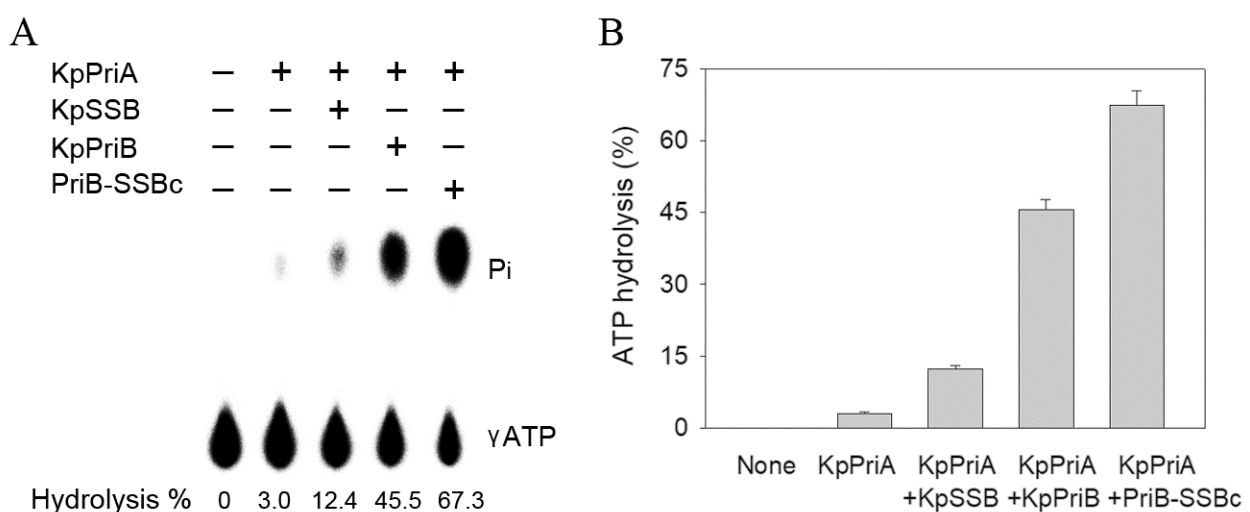 A
KpPriA – + + + +
KpSSB – – + – –
KpPriB – – – + –
PriB-SSBc – – – – +
Pi
γATP
Hydrolysis % 0 3.0 12.4 45.5 67.3
B
ATP hydrolysis (%)
75
60
45
30
15
0
None KpPriA KpPriA KpPriA KpPriA
+KpSSB +KpPriB +PriB-SSBc